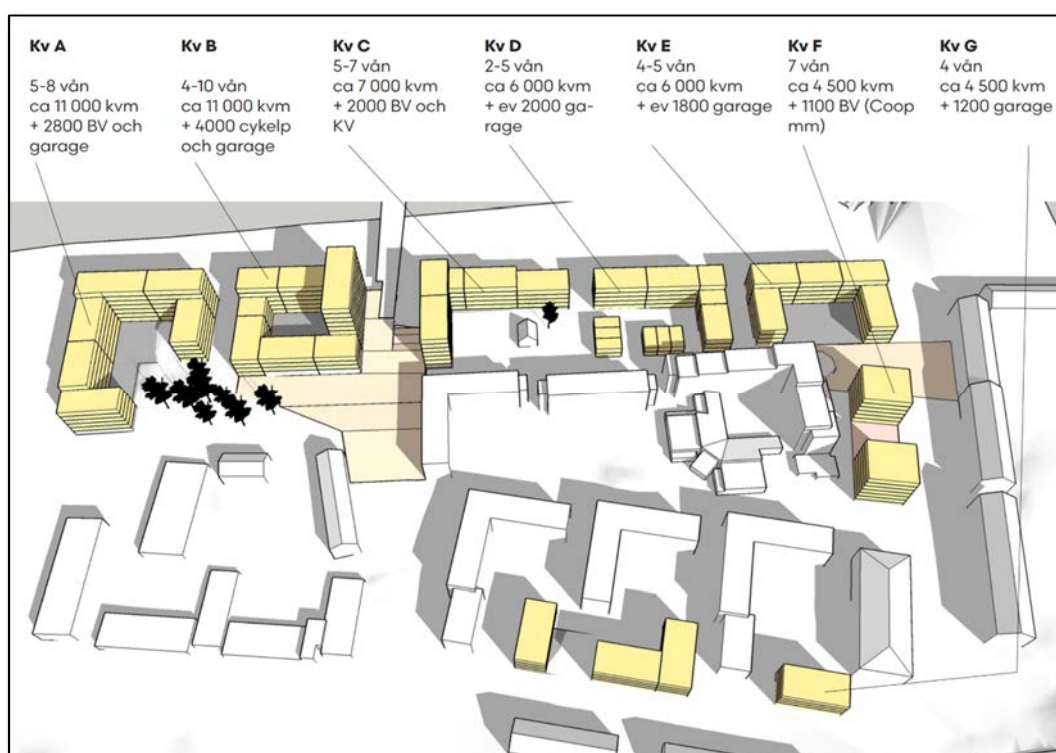 Kv A
5-8 vån
ca 11 000 kvm
+ 2800 BV och
garage
Kv B
4-10 vån
ca 11 000 kvm
+ 4000 cykelp
och garage
Kv C
5-7 vån
ca 7 000 kvm
+ 2000 BV och
KV
Kv D
2-5 vån
ca 6 000 kvm
+ ev 2000 ga-
rage
Kv E
4-5 vån
ca 6 000 kvm
+ ev 1800 garage
Kv F
7 vån
ca 4 500 kvm
+ 1100 BV (Coop
mm)
Kv G
4 vån
ca 4 500 kvm
+ 1200 garage